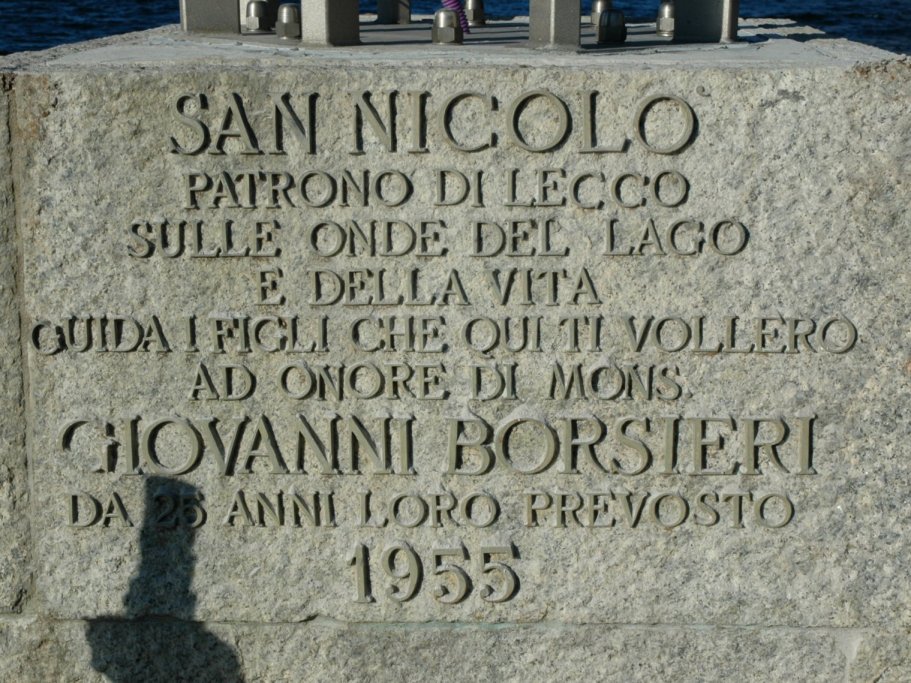 SAN NICOLO
PATRONO DI LECCO
SULLE ONDE DEL LAGO
E DELLA VITA
GUIDA I FIGLI CHE QUI TI VOLLERO
AD ONORE DI MONS.
GIOVANNI BORSIERI
DA 25 ANNI LORO PREVOSTO
1955